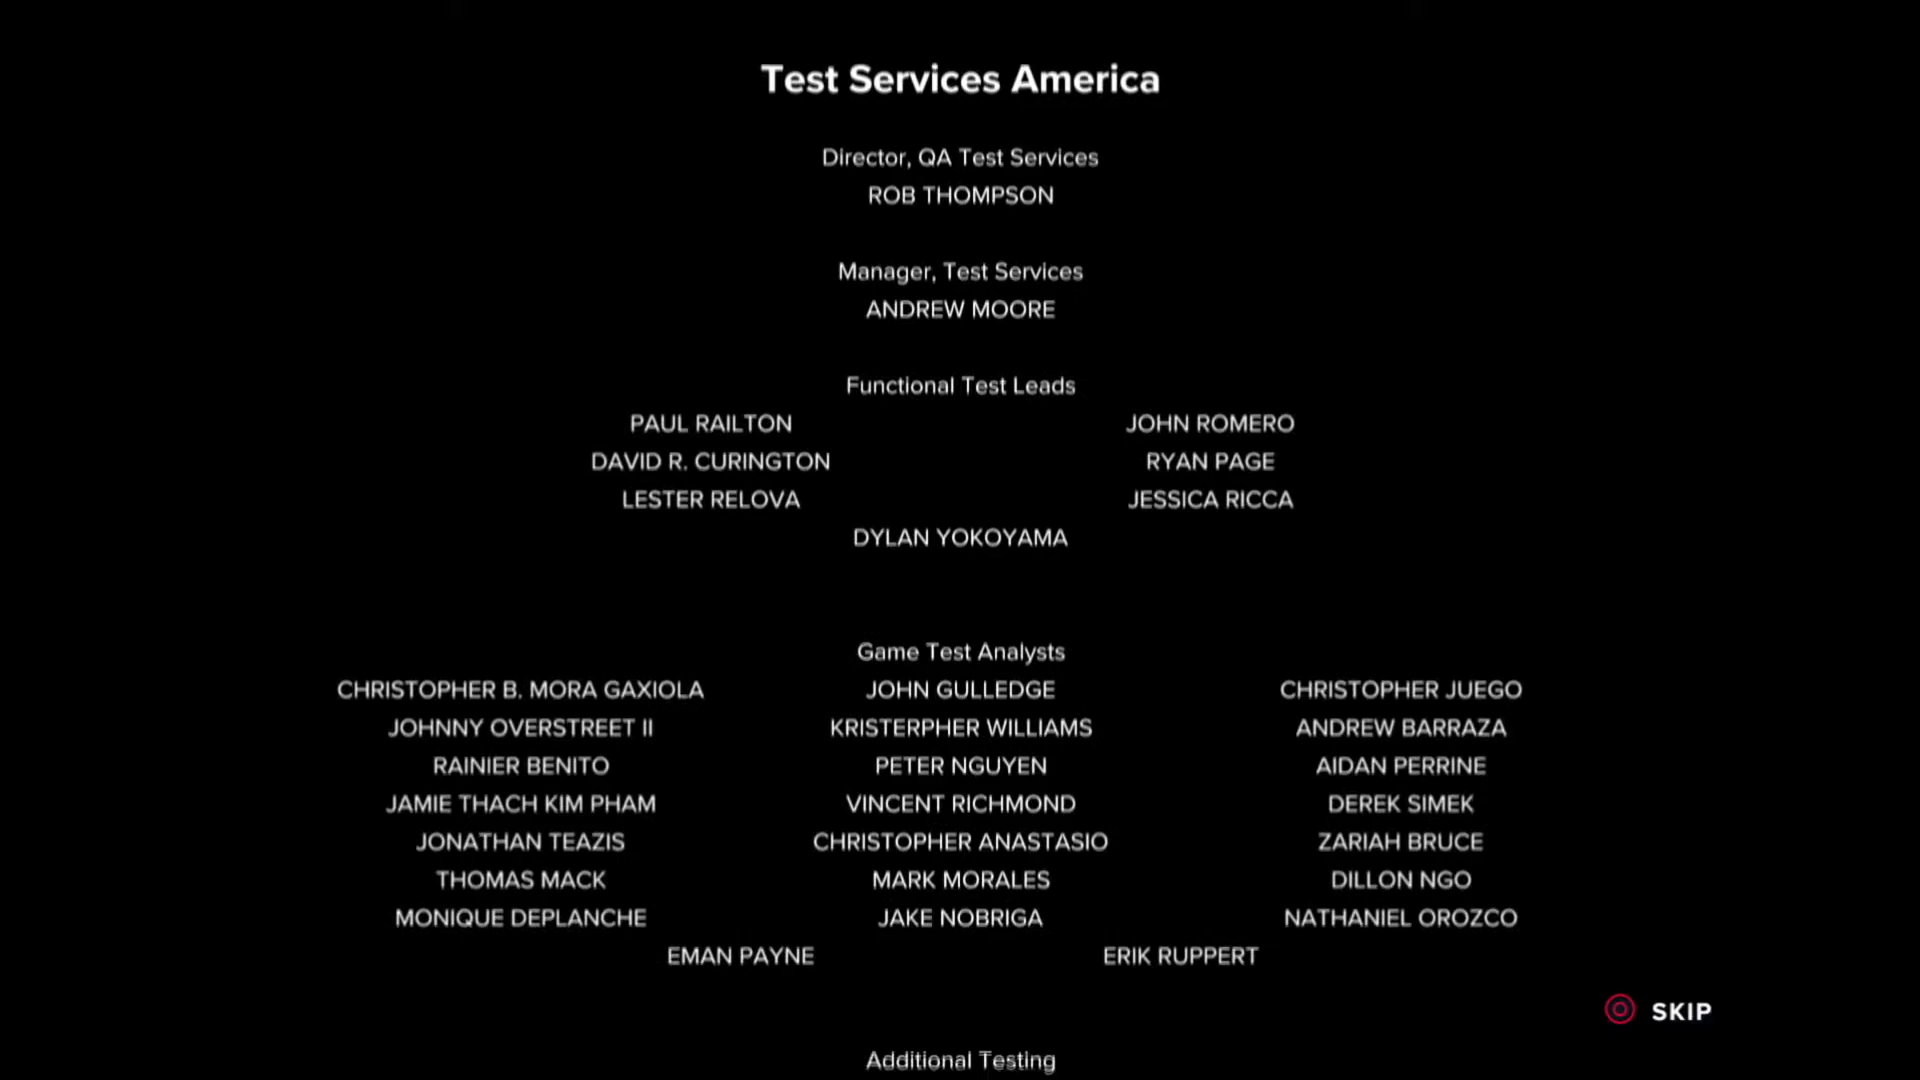 Test Services America
Director, QA Test Services
ROB THOMPSON
Manager, Test Services
ANDREW MOORE
Functional Test Leads
PAUL RAILTON JOHN ROMERO
DAVID R. CURINGTON RYAN PAGE
LESTER RELOVA JESSICA RICCA
DYLAN YOKOYAMA
Game Test Analysts
CHRISTOPHER B. MORA GAXIOLA JOHN GULLEDGE CHRISTOPHER JUEGO
JOHNNY OVERSTREET II KRISTERPHER WILLIAMS ANDREW BARRAZA
RAINIER BENITO PETER NGUYEN AIDAN PERRINE
JAMIE THACH KIM PHAM VINCENT RICHMOND DEREK SIMEK
JONATHAN TEAZIS CHRISTOPHER ANASTASIO ZARIAH BRUCE
THOMAS MACK MARK MORALES DILLON NGO
MONIQUE DEPLANCHE JAKE NOBRIGA NATHANIEL OROZCO
EMAN PAYNE ERIK RUPPERT
SKIP
Additional Testing